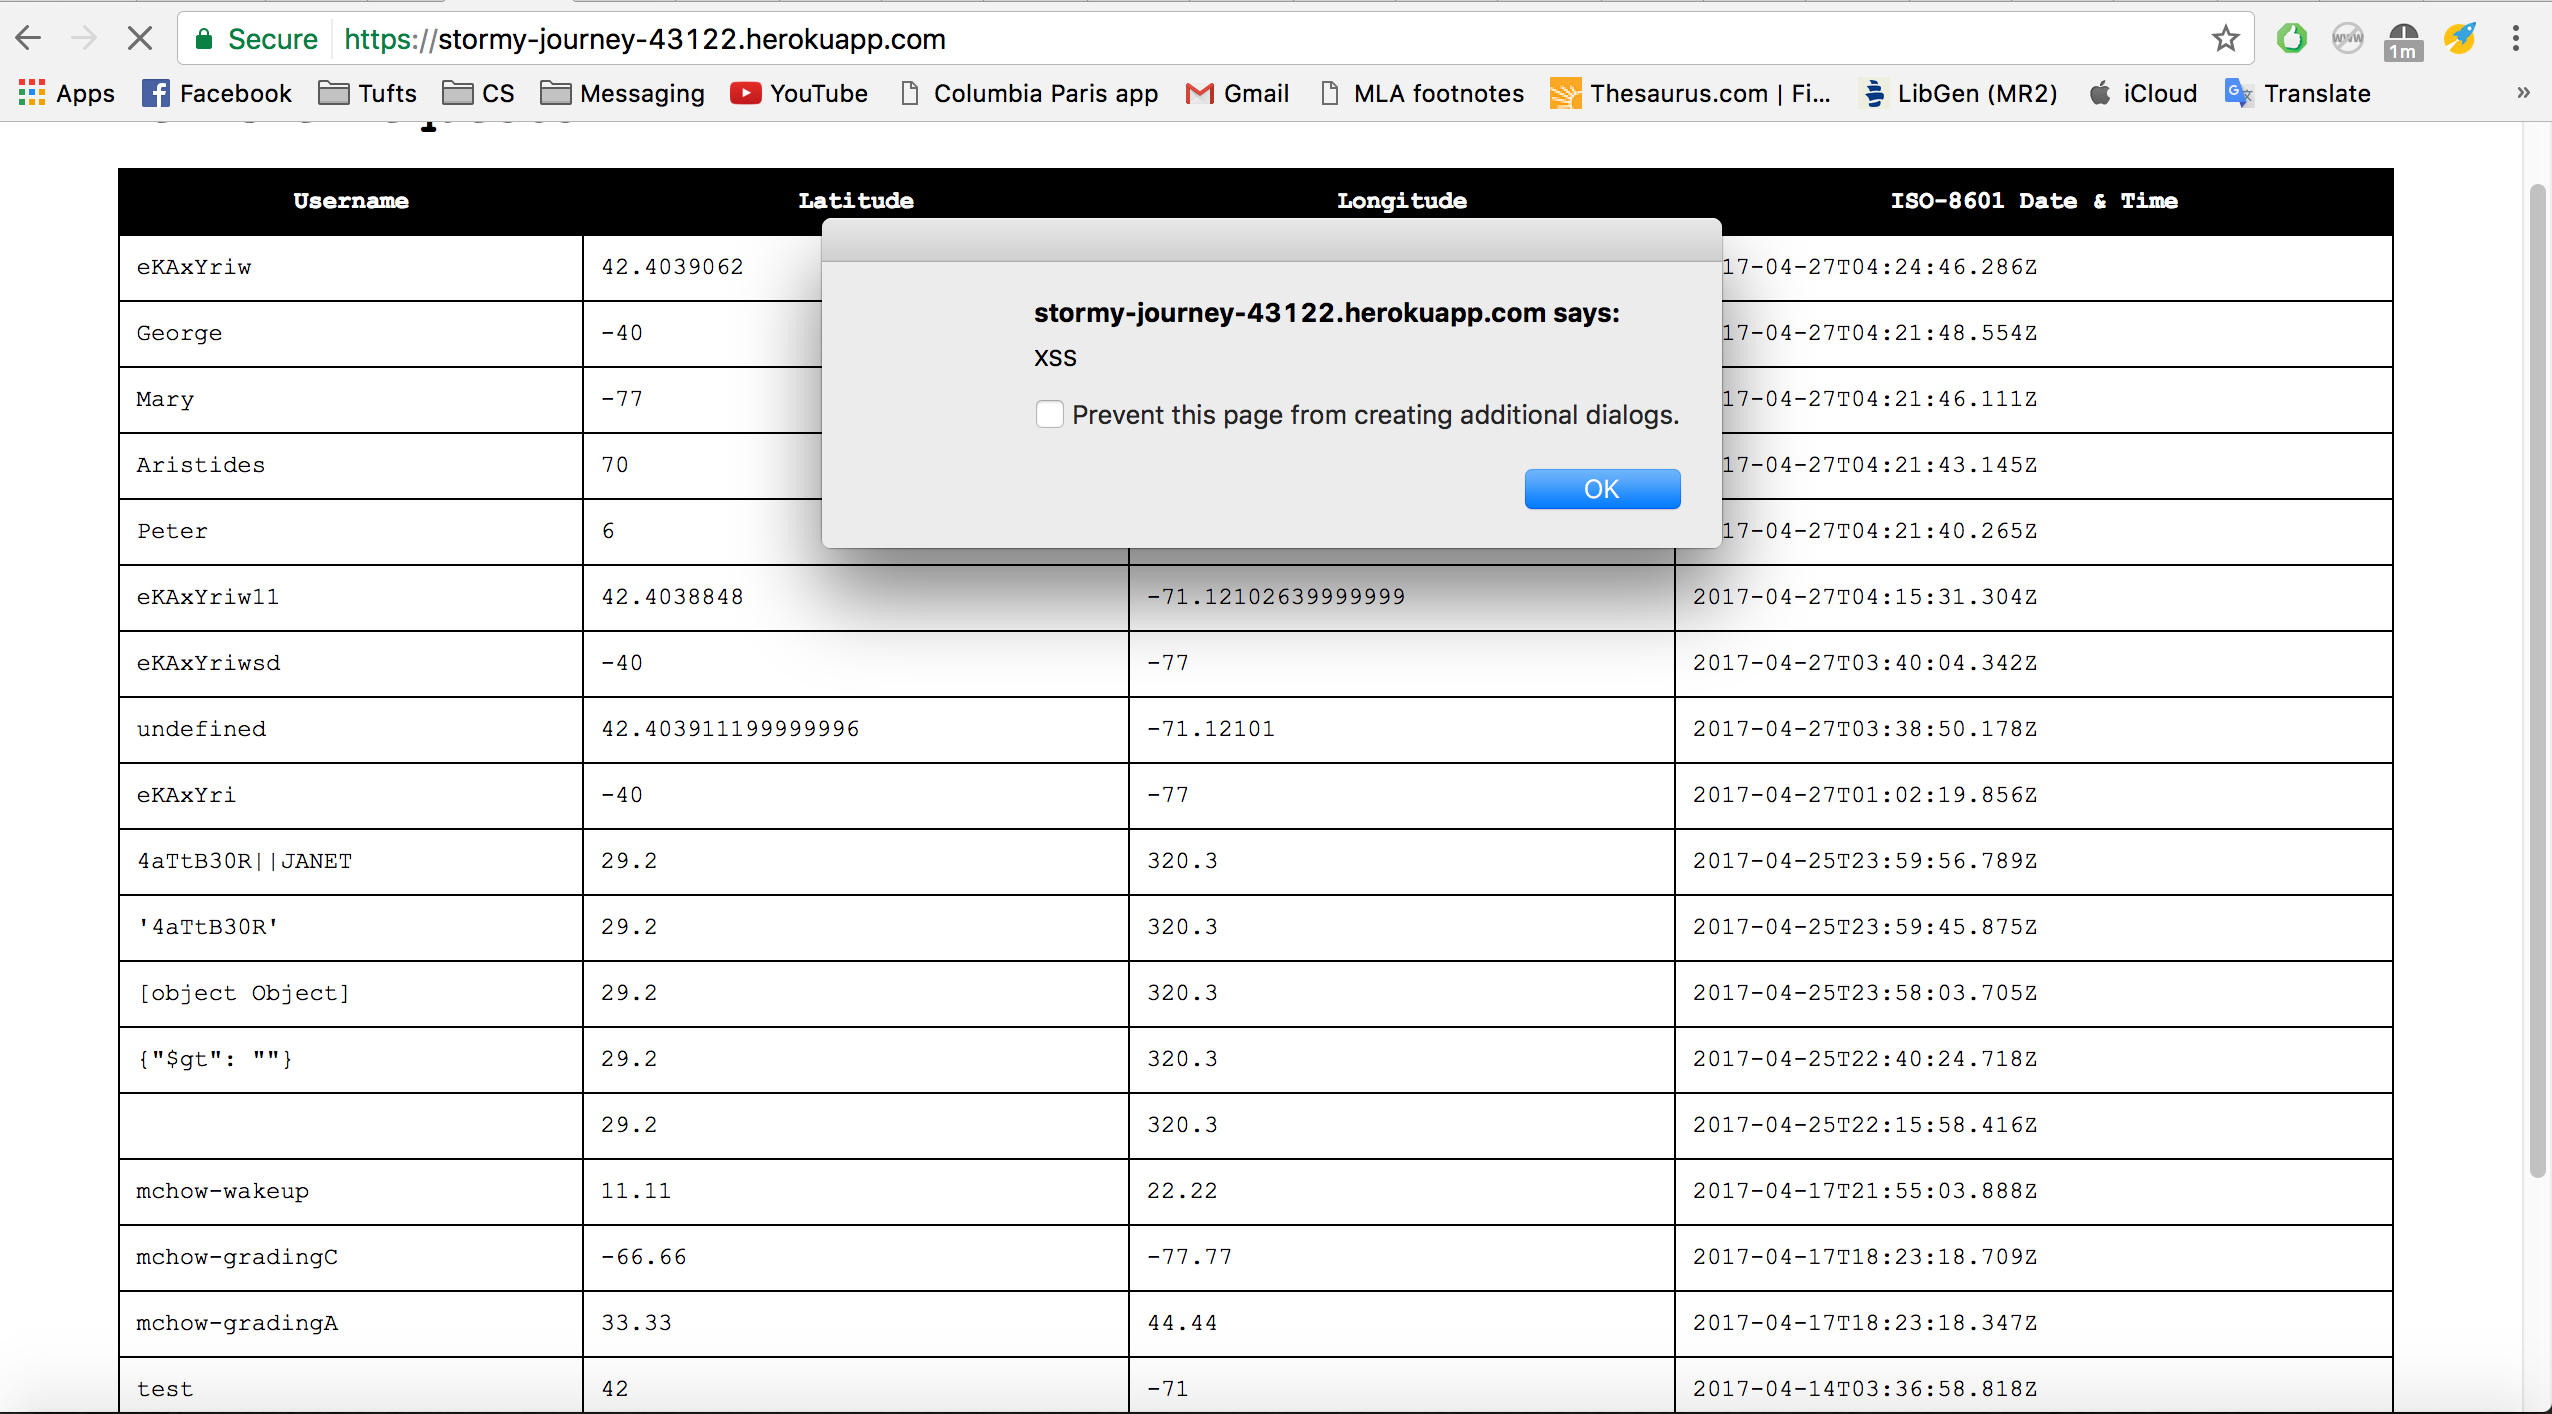 Secure https://stormy-journey-43122.herokuapp.com 1m
Apps Facebook Tufts CS Messaging YouTube Columbia Paris app Gmail MLA footnotes Thesaurus.com | Fi... LibGen (MR2) iCloud Translate »
Username Latitude Longitude ISO-8601 Date & Time
stormy-journey-43122.herokuapp.com says:
XSS
Prevent this page from creating additional dialogs.
OK
eKAxYriw 42.4039062 17-04-27T04:24:46.286Z
George -40 17-04-27T04:21:48.554Z
Mary -77 17-04-27T04:21:46.111Z
Aristides 70 17-04-27T04:21:43.145Z
Peter 6 17-04-27T04:21:40.265Z
eKAxYriw11 42.4038848 -71.12102639999999 2017-04-27T04:15:31.304Z
eKAxYriwsd -40 -77 2017-04-27T03:40:04.342Z
undefined 42.403911199999996 -71.12101 2017-04-27T03:38:50.178Z
eKAxYri -40 -77 2017-04-27T01:02:19.856Z
4aTtB30R||JANET 29.2 320.3 2017-04-25T23:59:56.789Z
'4aTtB30R' 29.2 320.3 2017-04-25T23:59:45.875Z
[object Object] 29.2 320.3 2017-04-25T23:58:03.705Z
{"$gt": ""} 29.2 320.3 2017-04-25T22:40:24.718Z
29.2 320.3 2017-04-25T22:15:58.416Z
mchow-wakeup 11.11 22.22 2017-04-17T21:55:03.888Z
mchow-gradingC -66.66 -77.77 2017-04-17T18:23:18.709Z
mchow-gradingA 33.33 44.44 2017-04-17T18:23:18.347Z
test 42 -71 2017-04-14T03:36:58.818Z